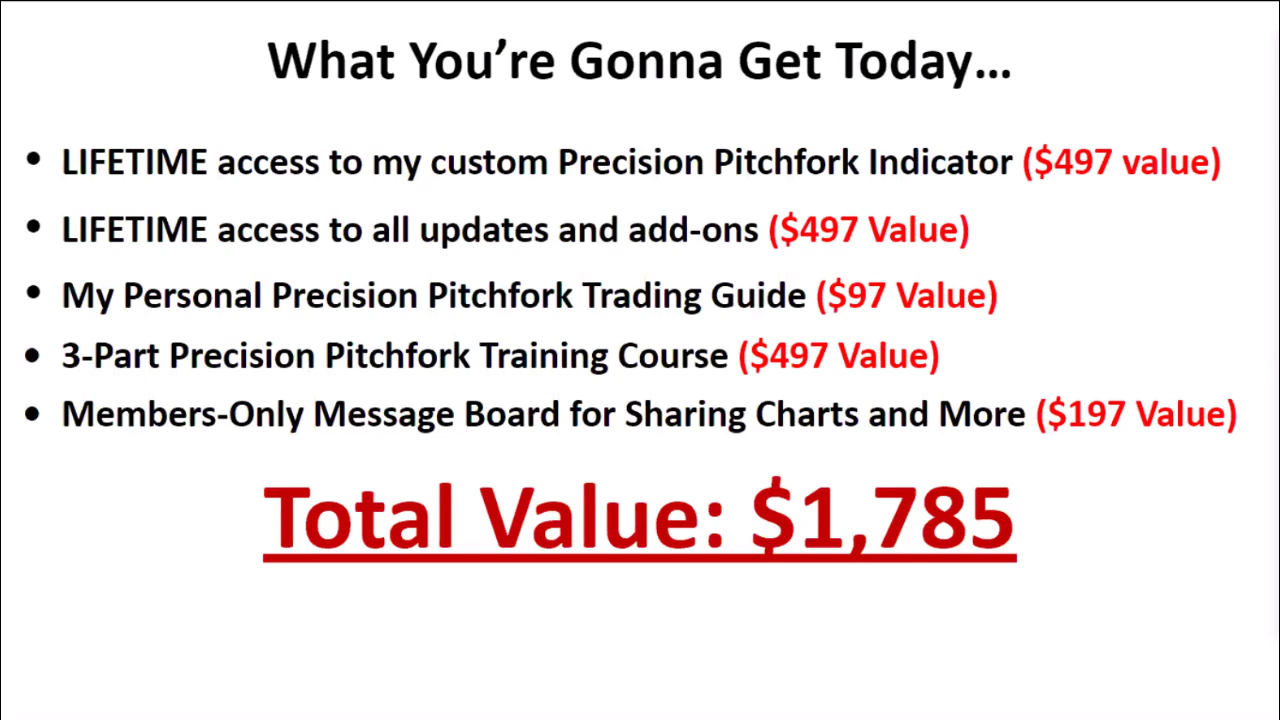 What You’re Gonna Get Today…
• LIFETIME access to my custom Precision Pitchfork Indicator ($497 value)
• LIFETIME access to all updates and add-ons ($497 Value)
• My Personal Precision Pitchfork Trading Guide ($97 Value)
• 3-Part Precision Pitchfork Training Course ($497 Value)
• Members-Only Message Board for Sharing Charts and More ($197 Value)
Total Value: $1,785